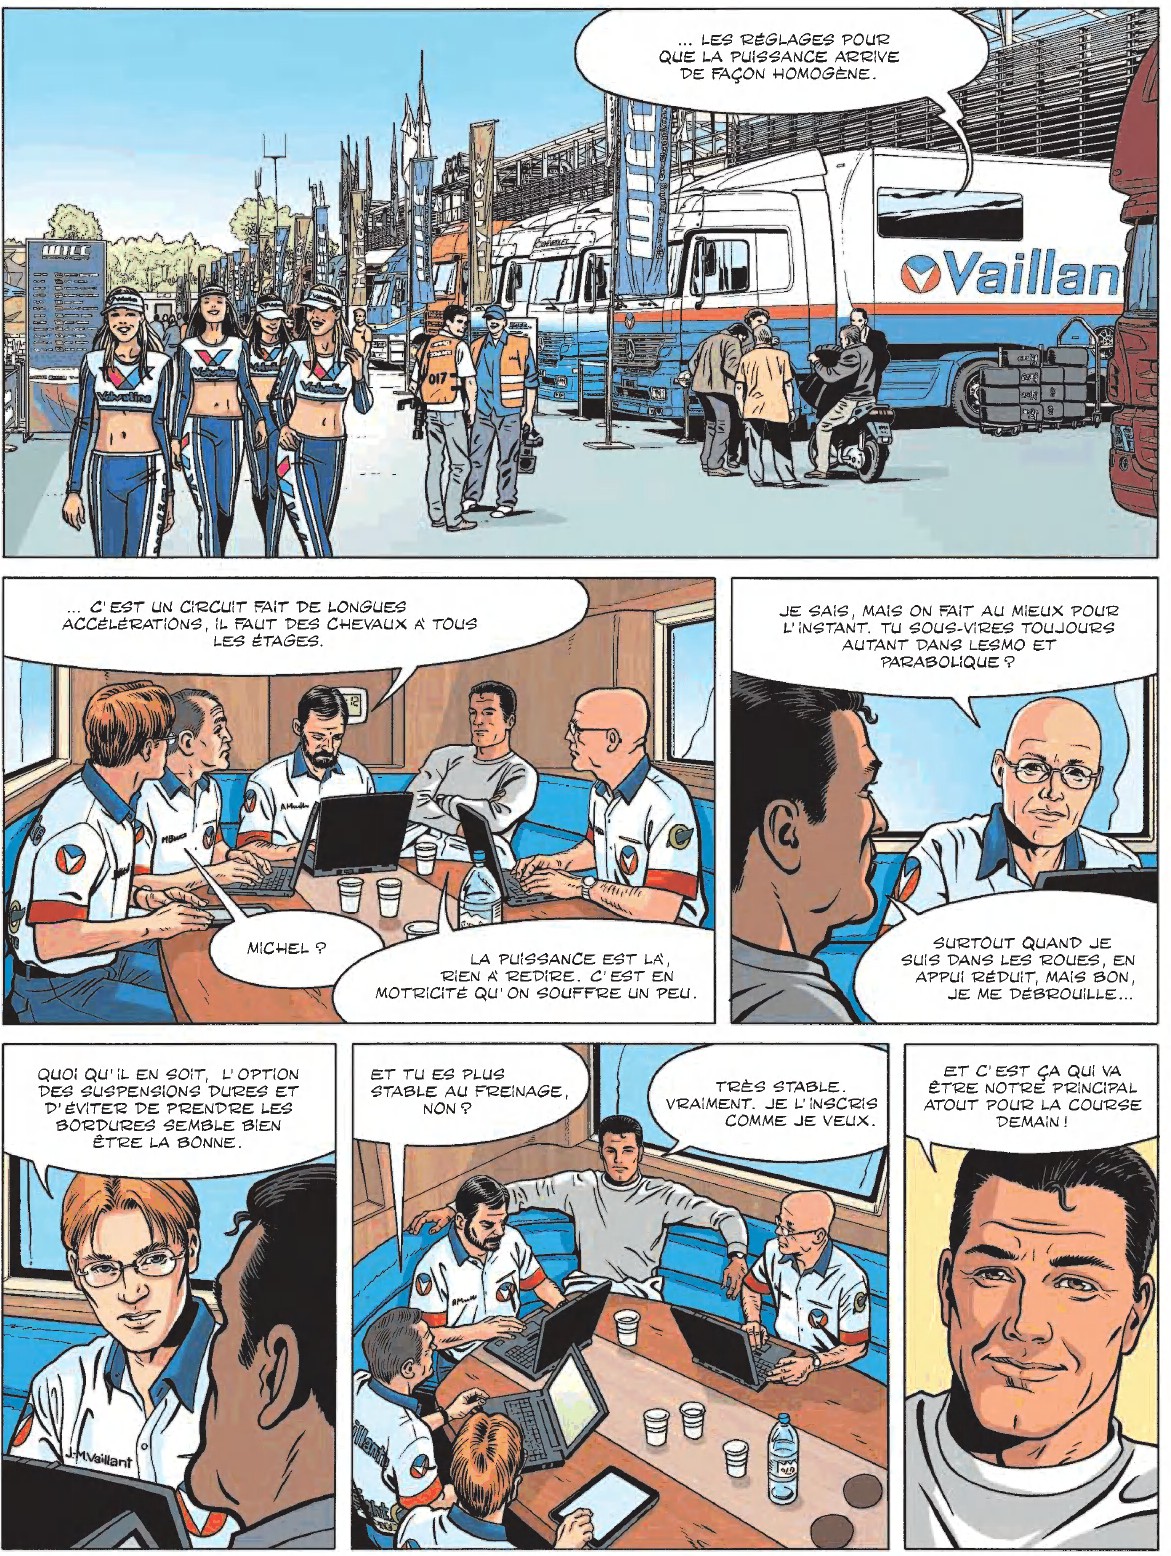 ... LES RÉGLAGES POUR
QUE LA PUISSANCE ARRIVE
DE FAÇON HOMOGÈNE.
CHEVROLET
Vaillan
Valvoline
Valvoline
Valvoline
017
... C'EST UN CIRCUIT FAIT DE LONGUES
ACCÉLÉRATIONS, IL FAUT DES CHEVAUX À TOUS
LES ÉTAGES.
12
MICHEL ?
LA PUISSANCE EST LÀ,
RIEN À REDIRE. C'EST EN
MOTRICITÉ QU'ON SOUFFRE UN PEU.
JE SAIS, MAIS ON FAIT AU MIEUX POUR
L'INSTANT. TU SOUS-VIRES TOUJOURS
AUTANT DANS LESMO ET
PARABOLIQUE ?
SURTOUT QUAND JE
SUIS DANS LES ROUES, EN
APPUI RÉDUIT, MAIS BON,
JE ME DÉBROUILLE...
QUOI QU'IL EN SOIT, L'OPTION
DES SUSPENSIONS DURES ET
D'ÉVITER DE PRENDRE LES
BORDURES SEMBLE BIEN
ÊTRE LA BONNE.
J-M.Vaillant
ET TU ES PLUS
STABLE AU FREINAGE,
NON ?
TRÈS STABLE.
VRAIMENT. JE L'INSCRIS
COMME JE VEUX.
ET C'EST ÇA QUI VA
ÊTRE NOTRE PRINCIPAL
ATOUT POUR LA COURSE
DEMAIN !